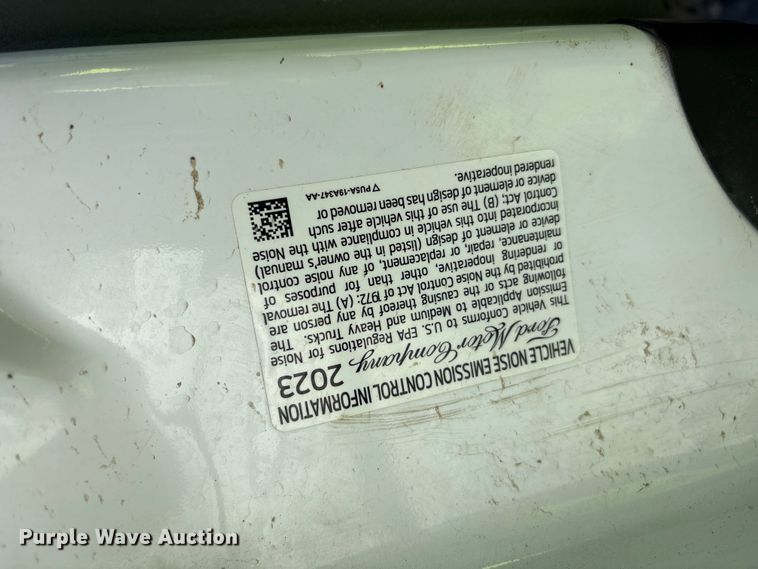 VEHICLE NOISE EMISSION CONTROL INFORMATION
Ford Motor Company 2023
This Vehicle Conforms to U.S. EPA Regulations for Noise
Emission Applicable to Medium and Heavy Trucks. The
following acts or the causing thereof by any person are
prohibited by the Noise Control Act of 1972: (A) The removal
or rendering inoperative, other than for purposes of
maintenance, repair, or replacement, of any noise control
device or element of design (listed in the owner's manual)
incorporated into this vehicle in compliance with the Noise
Control Act; (B) The use of this vehicle after such
device or element of design has been removed or
rendered inoperative.
PU5A-19A347-AA
Purple Wave Auction